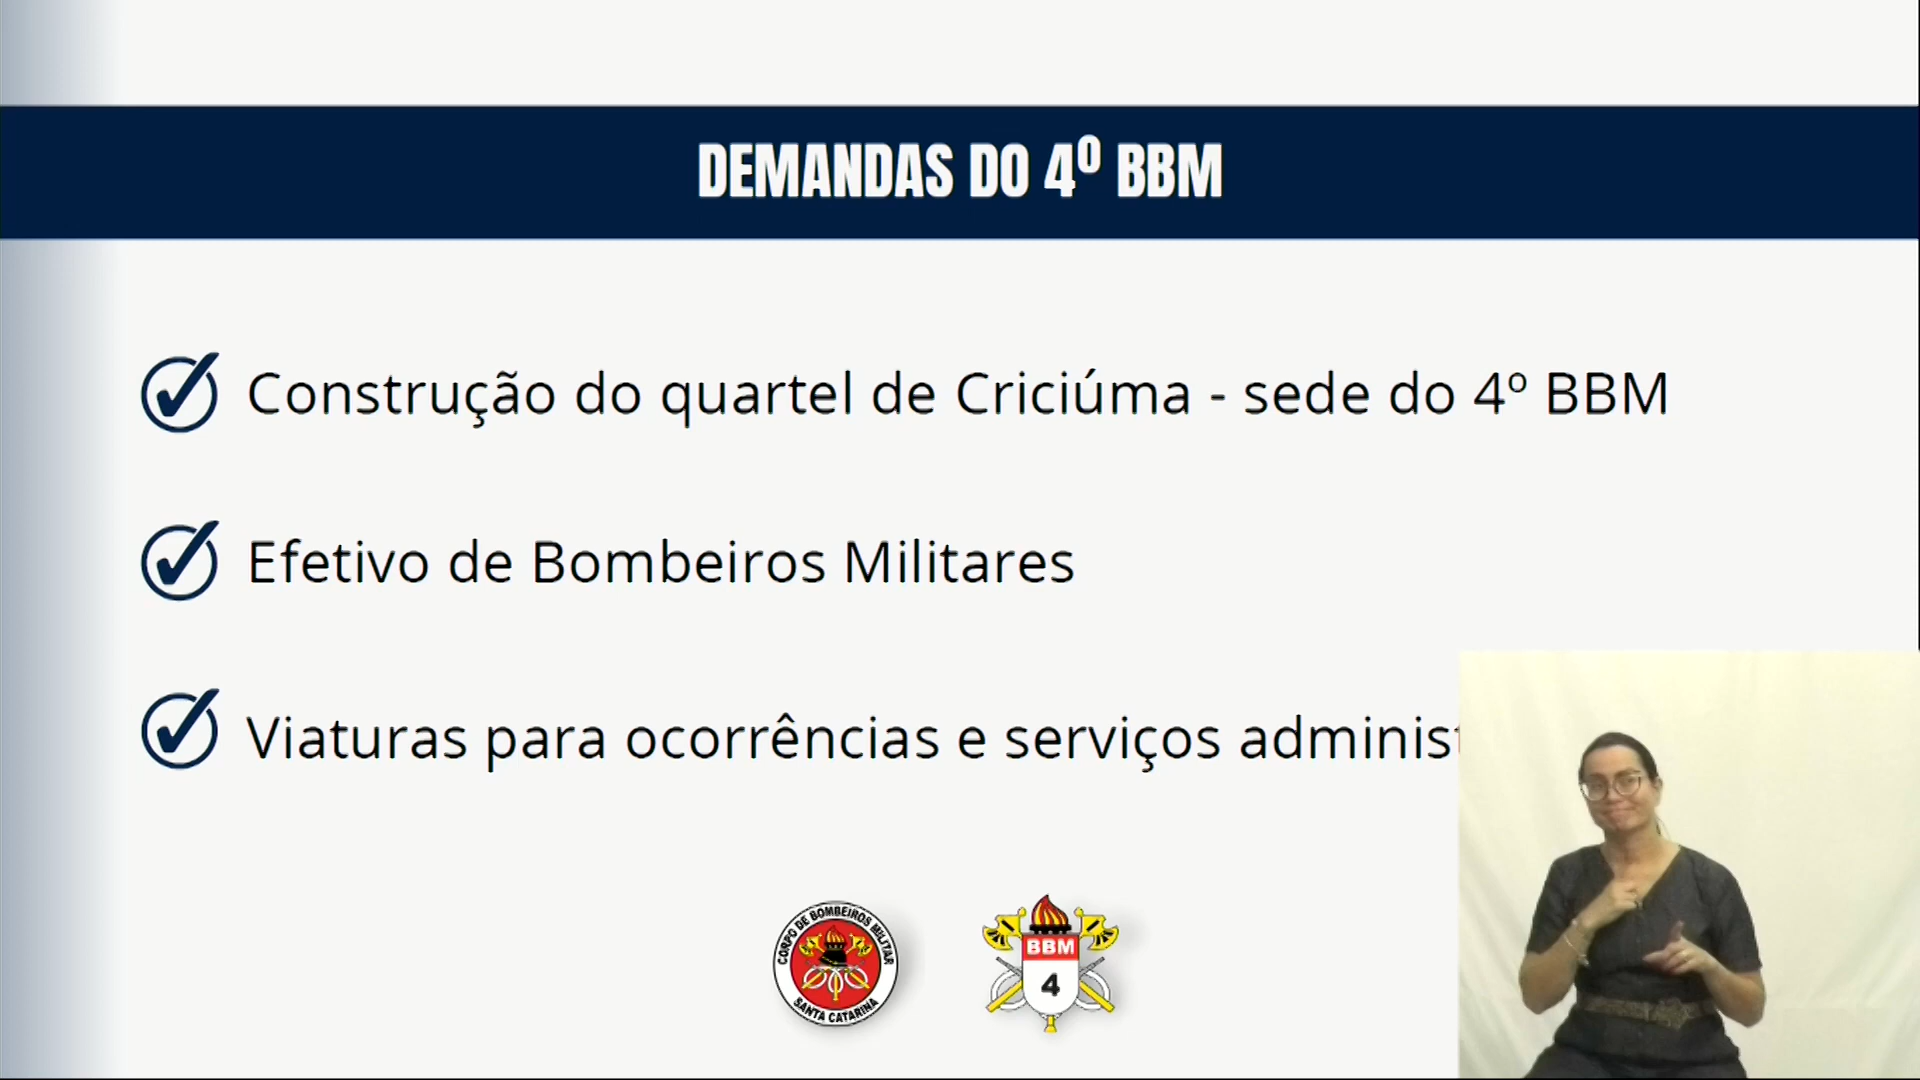 DEMANDAS DO 4º BBM
Construção do quartel de Criciúma - sede do 4º BBM
Efetivo de Bombeiros Militares
Viaturas para ocorrências e serviços
CORPO DE BOMBEIROS MILITAR
SANTA CATARINA
BBM
4